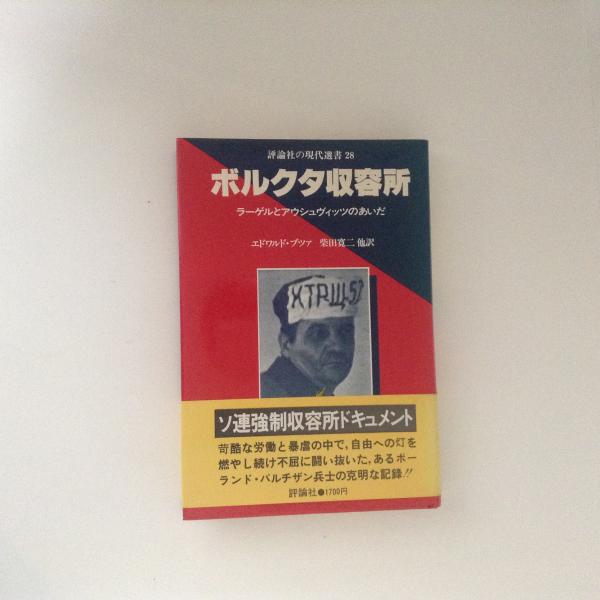 評論社の現代選書 28
ボルクタ収容所
ラーゲルとアウシュヴィッツのあいだ
エドワルド・ブツァ 柴田寛二 他訳
ХТРЩ-57
ソ連強制収容所ドキュメント
苛酷な労働と暴虐の中で、自由への灯を
燃やし続け不屈に闘い抜いた、あるポー
ランド・パルチザン兵士の克明な記録!!
評論社●1700円